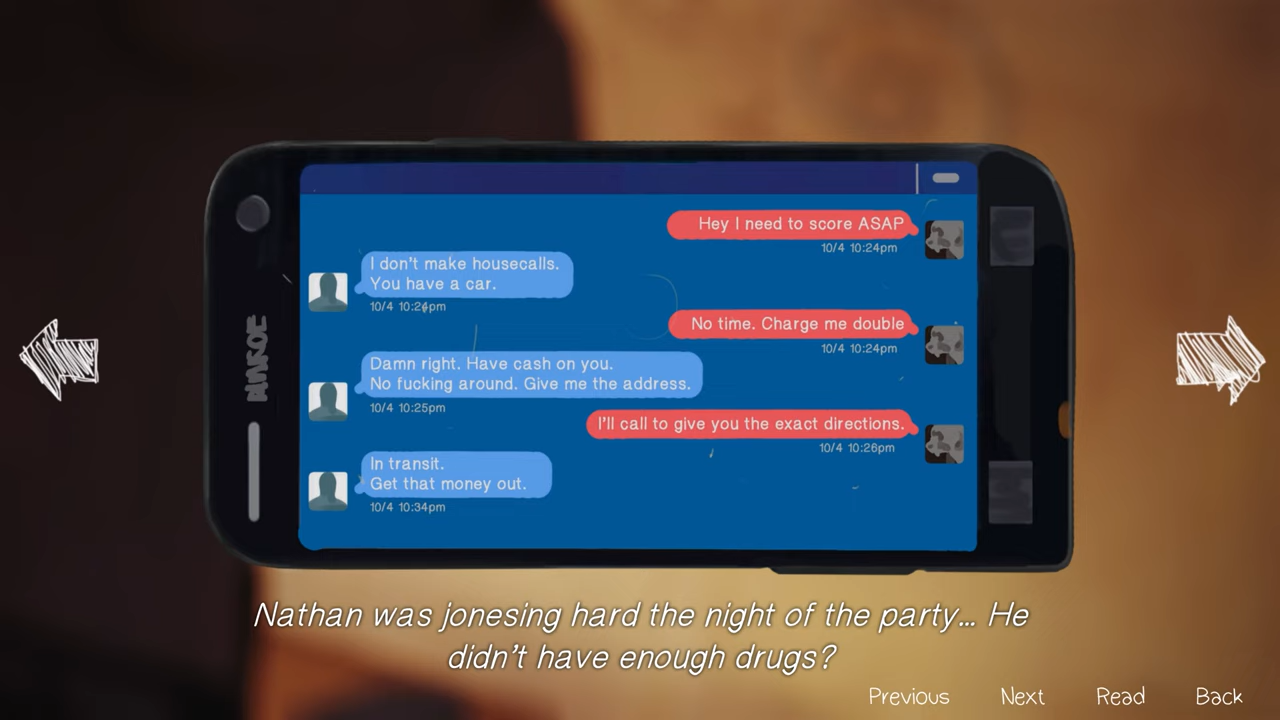 Hey I need to score ASAP
10/4 10:24pm
I don't make housecalls.
You have a car.
10/4 10:24pm
No time. Charge me double
10/4 10:24pm
Damn right. Have cash on you.
No fucking around. Give me the address.
10/4 10:25pm
I'll call to give you the exact directions.
10/4 10:26pm
In transit.
Get that money out.
10/4 10:34pm
Nathan was jonesing hard the night of the party... He
didn't have enough drugs?
Previous Next Read Back